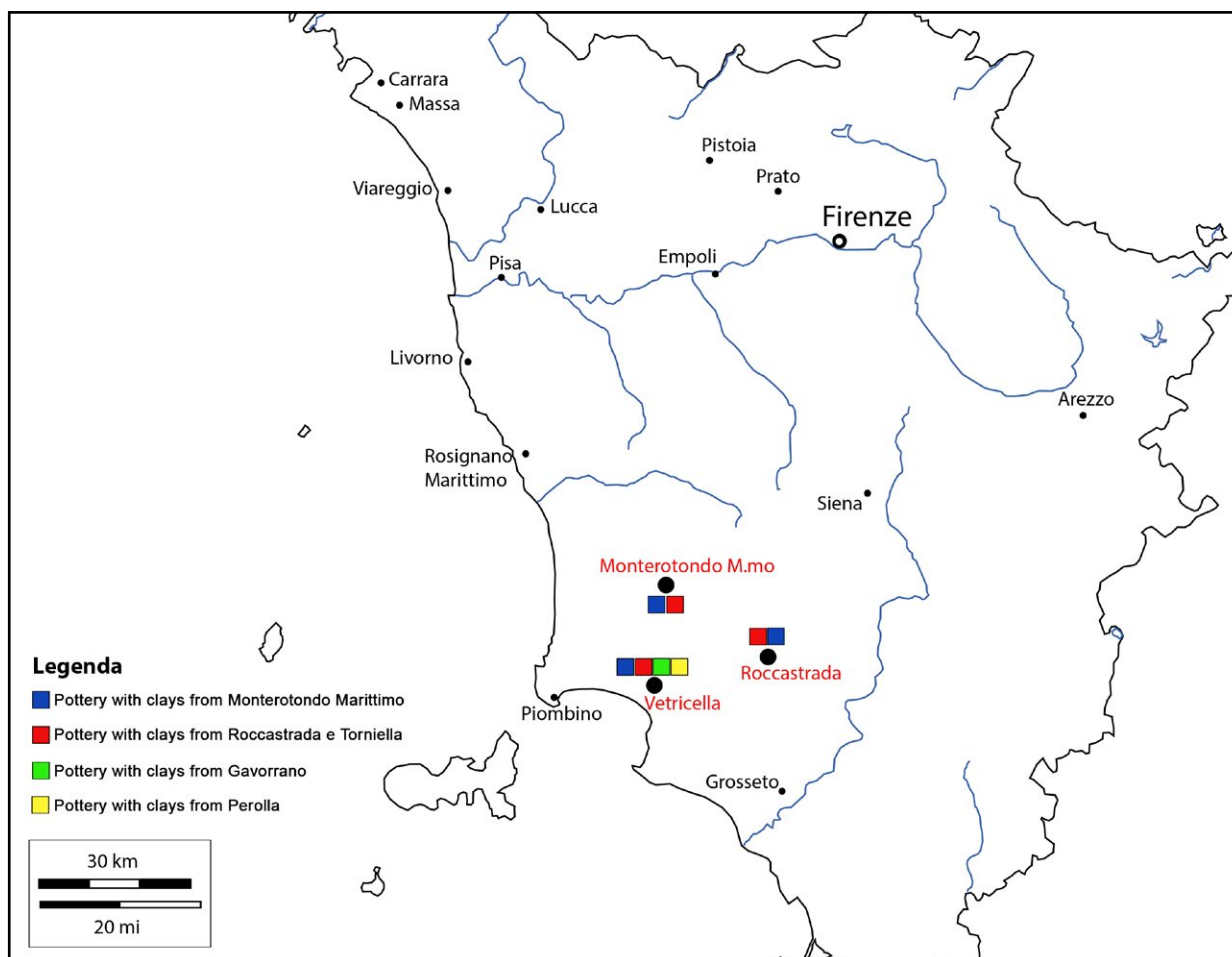 Carrara
Massa
Pistoia
Prato
Viareggio
Lucca
Firenze
Pisa
Empoli
Livorno
Arezzo
Rosignano
Marittimo
Siena
Monterotondo M.mo
Roccastrada
Vetricella
Piombino
Grosseto
Legenda
Pottery with clays from Monterotondo Marittimo
Pottery with clays from Roccastrada e Torniella
Pottery with clays from Gavorrano
Pottery with clays from Perolla
30 km
20 mi